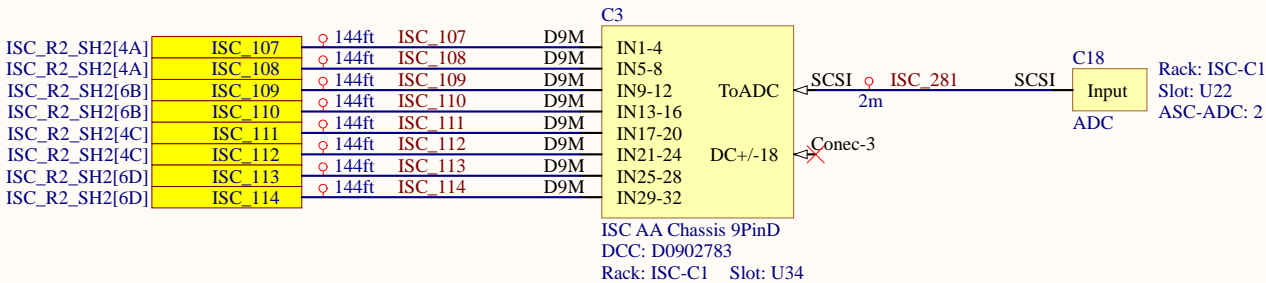 C3
ISC_R2_SH2[4A] ISC_107 144ft ISC_107 D9M IN1-4
ISC_R2_SH2[4A] ISC_108 144ft ISC_108 D9M IN5-8
ISC_R2_SH2[6B] ISC_109 144ft ISC_109 D9M IN9-12
ISC_R2_SH2[6B] ISC_110 144ft ISC_110 D9M IN13-16
ISC_R2_SH2[4C] ISC_111 144ft ISC_111 D9M IN17-20
ISC_R2_SH2[4C] ISC_112 144ft ISC_112 D9M IN21-24
ISC_R2_SH2[6D] ISC_113 144ft ISC_113 D9M IN25-28
ISC_R2_SH2[6D] ISC_114 144ft ISC_114 D9M IN29-32
ToADC SCSI ISC_281 SCSI
2m
DC+/-18 Conec-3
ISC AA Chassis 9PinD
DCC: D0902783
Rack: ISC-C1 Slot: U34
C18
Input
ADC
Rack: ISC-C1
Slot: U22
ASC-ADC: 2